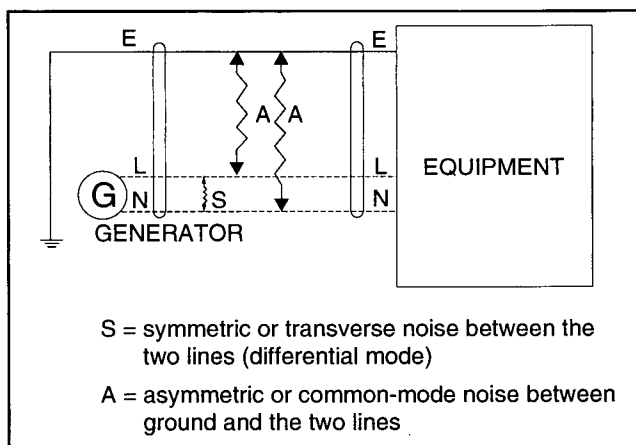 E E
A A
L L
G N S N
EQUIPMENT
GENERATOR
S = symmetric or transverse noise between the
two lines (differential mode)
A = asymmetric or common-mode noise between
ground and the two lines